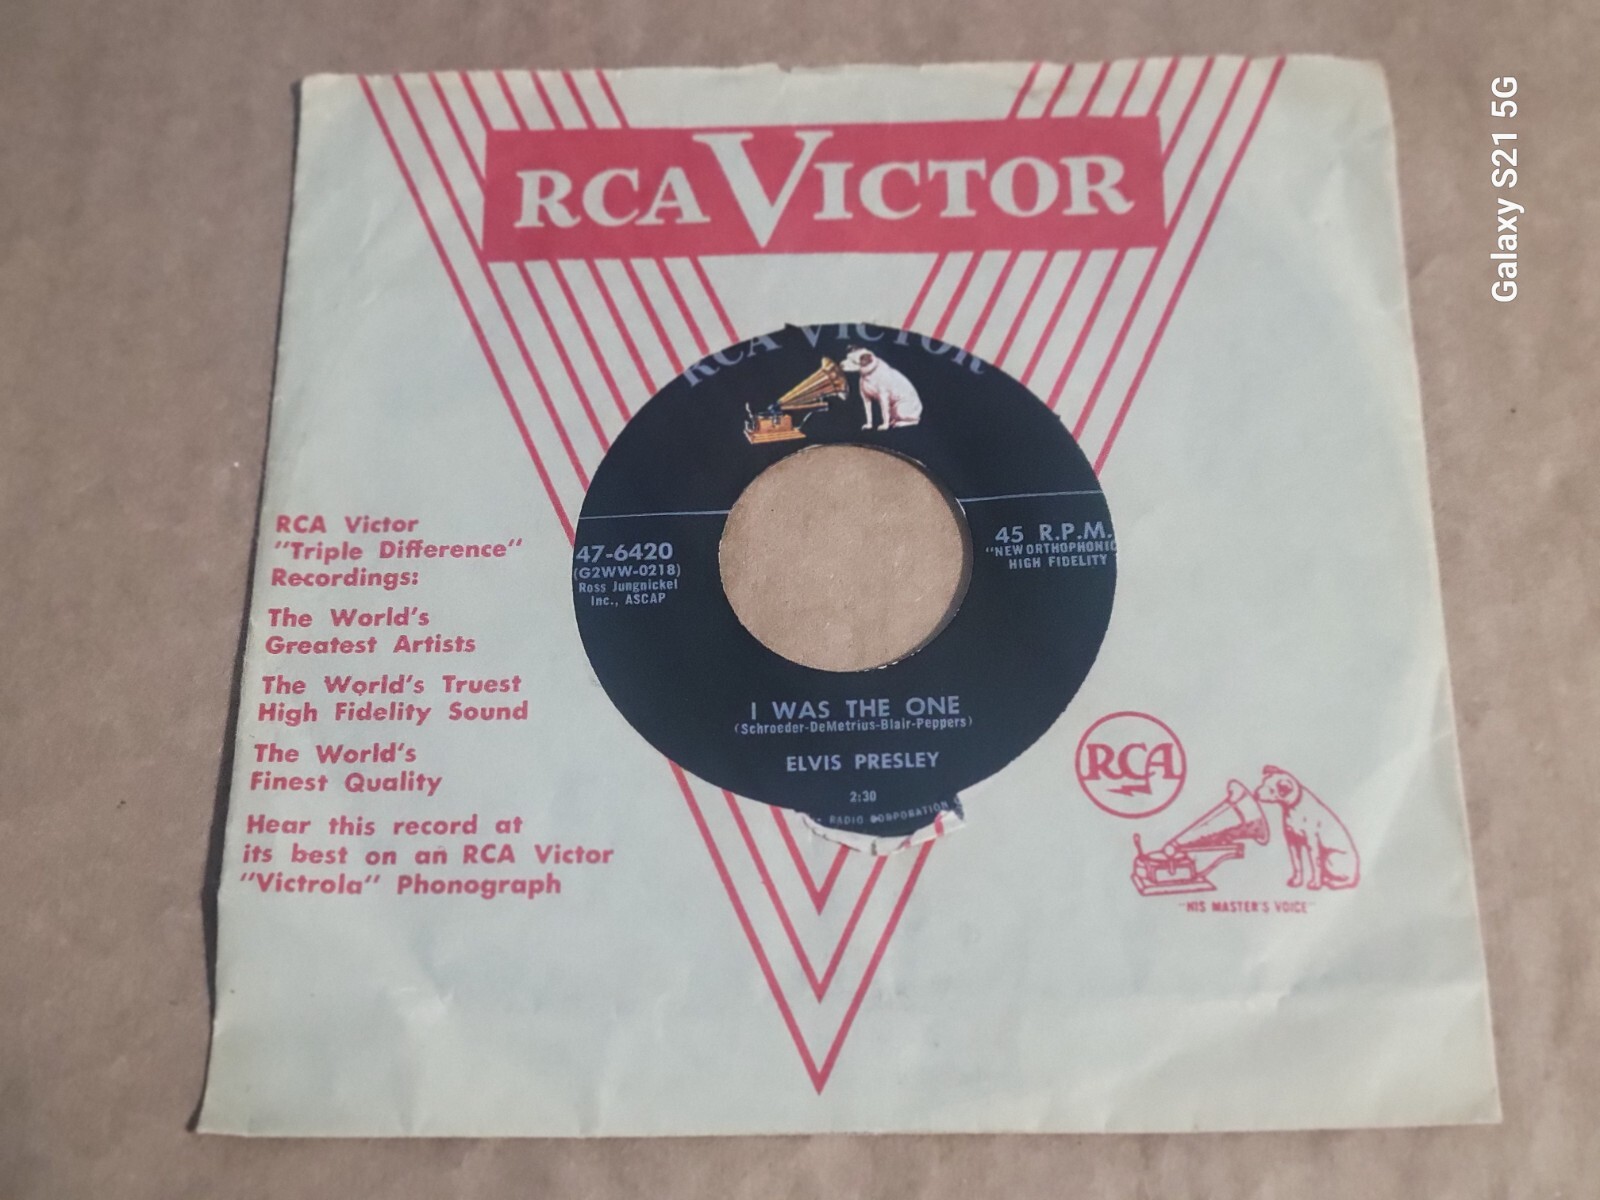 RCA VICTOR
RCA VICTOR
47-6420
(G2WW-0218)
Ross Jungnickel
Inc., ASCAP
45 R.P.M.
"NEW ORTHOPHONIC
HIGH FIDELITY
I WAS THE ONE
(Schroeder-DeMetrius-Blair-Peppers)
ELVIS PRESLEY
2:30
RADIO CORPORATION
RCA Victor
"Triple Difference"
Recordings:
The World's
Greatest Artists
The World's Truest
High Fidelity Sound
The World's
Finest Quality
Hear this record at
its best on an RCA Victor
"Victrola" Phonograph
RCA
"HIS MASTER'S VOICE"
Galaxy S21 5G